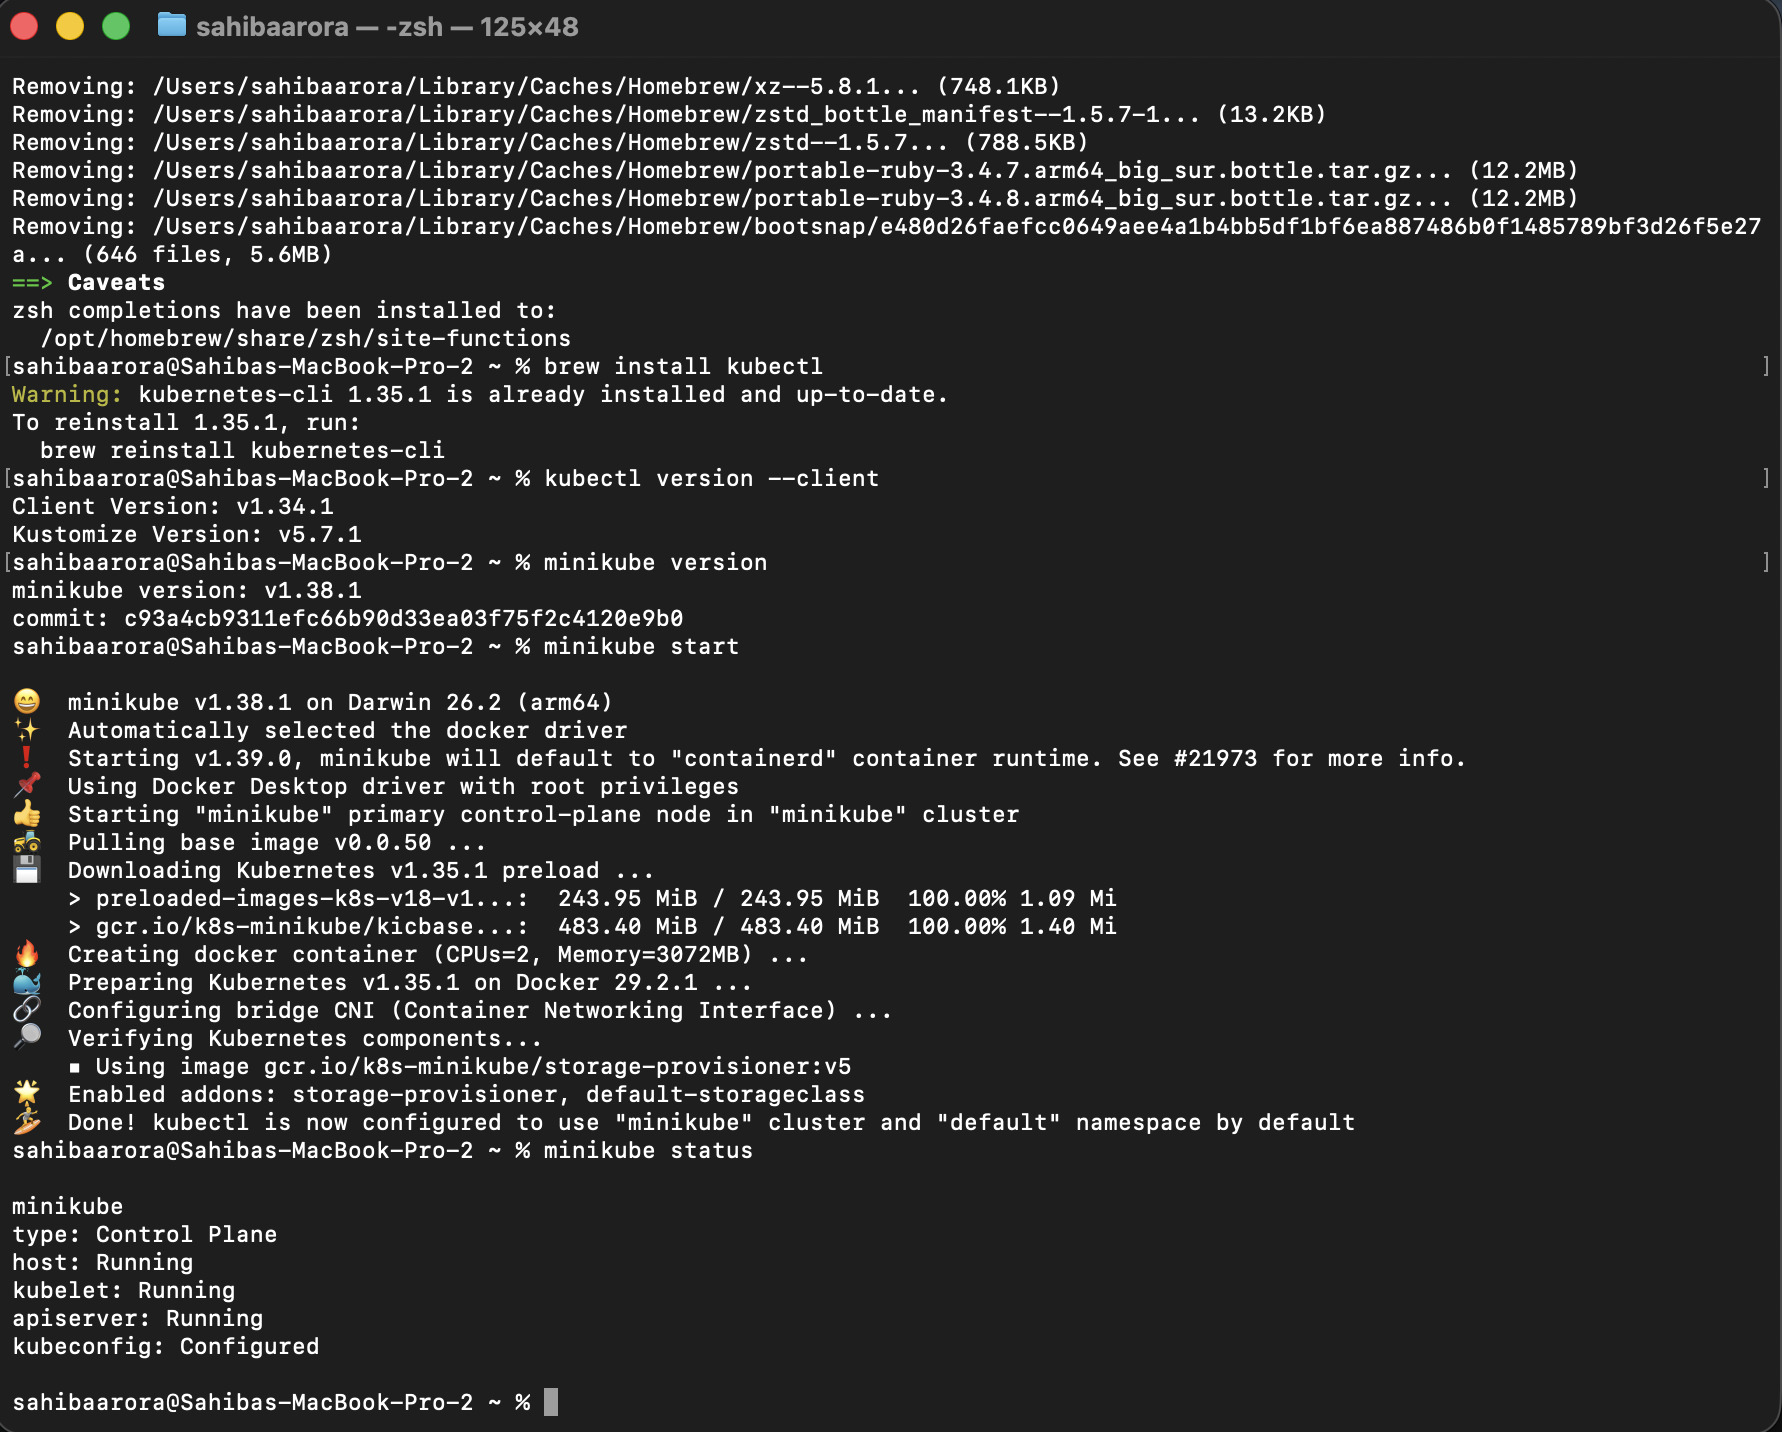 sahibaarora — -zsh — 125×48
Removing: /Users/sahibaarora/Library/Caches/Homebrew/xz--5.8.1... (748.1KB)
Removing: /Users/sahibaarora/Library/Caches/Homebrew/zstd_bottle_manifest--1.5.7-1... (13.2KB)
Removing: /Users/sahibaarora/Library/Caches/Homebrew/zstd--1.5.7... (788.5KB)
Removing: /Users/sahibaarora/Library/Caches/Homebrew/portable-ruby-3.4.7.arm64_big_sur.bottle.tar.gz... (12.2MB)
Removing: /Users/sahibaarora/Library/Caches/Homebrew/portable-ruby-3.4.8.arm64_big_sur.bottle.tar.gz... (12.2MB)
Removing: /Users/sahibaarora/Library/Caches/Homebrew/bootsnap/e480d26faefcc0649aee4a1b4bb5df1bf6ea887486b0f1485789bf3d26f5e27
a... (646 files, 5.6MB)
==> Caveats
zsh completions have been installed to:
  /opt/homebrew/share/zsh/site-functions
[sahibaarora@Sahibas-MacBook-Pro-2 ~ % brew install kubectl ]
Warning: kubernetes-cli 1.35.1 is already installed and up-to-date.
To reinstall 1.35.1, run:
  brew reinstall kubernetes-cli
[sahibaarora@Sahibas-MacBook-Pro-2 ~ % kubectl version --client ]
Client Version: v1.34.1
Kustomize Version: v5.7.1
[sahibaarora@Sahibas-MacBook-Pro-2 ~ % minikube version ]
minikube version: v1.38.1
commit: c93a4cb9311efc66b90d33ea03f75f2c4120e9b0
sahibaarora@Sahibas-MacBook-Pro-2 ~ % minikube start
😄  minikube v1.38.1 on Darwin 26.2 (arm64)
✨  Automatically selected the docker driver
❗  Starting v1.39.0, minikube will default to "containerd" container runtime. See #21973 for more info.
📌  Using Docker Desktop driver with root privileges
👍  Starting "minikube" primary control-plane node in "minikube" cluster
🚜  Pulling base image v0.0.50 ...
💾  Downloading Kubernetes v1.35.1 preload ...
    > preloaded-images-k8s-v18-v1...:  243.95 MiB / 243.95 MiB  100.00% 1.09 Mi
    > gcr.io/k8s-minikube/kicbase...:  483.40 MiB / 483.40 MiB  100.00% 1.40 Mi
🔥  Creating docker container (CPUs=2, Memory=3072MB) ...
🐳  Preparing Kubernetes v1.35.1 on Docker 29.2.1 ...
🔗  Configuring bridge CNI (Container Networking Interface) ...
🔎  Verifying Kubernetes components...
    ▪ Using image gcr.io/k8s-minikube/storage-provisioner:v5
🌟  Enabled addons: storage-provisioner, default-storageclass
🏄  Done! kubectl is now configured to use "minikube" cluster and "default" namespace by default
sahibaarora@Sahibas-MacBook-Pro-2 ~ % minikube status
minikube
type: Control Plane
host: Running
kubelet: Running
apiserver: Running
kubeconfig: Configured
sahibaarora@Sahibas-MacBook-Pro-2 ~ %